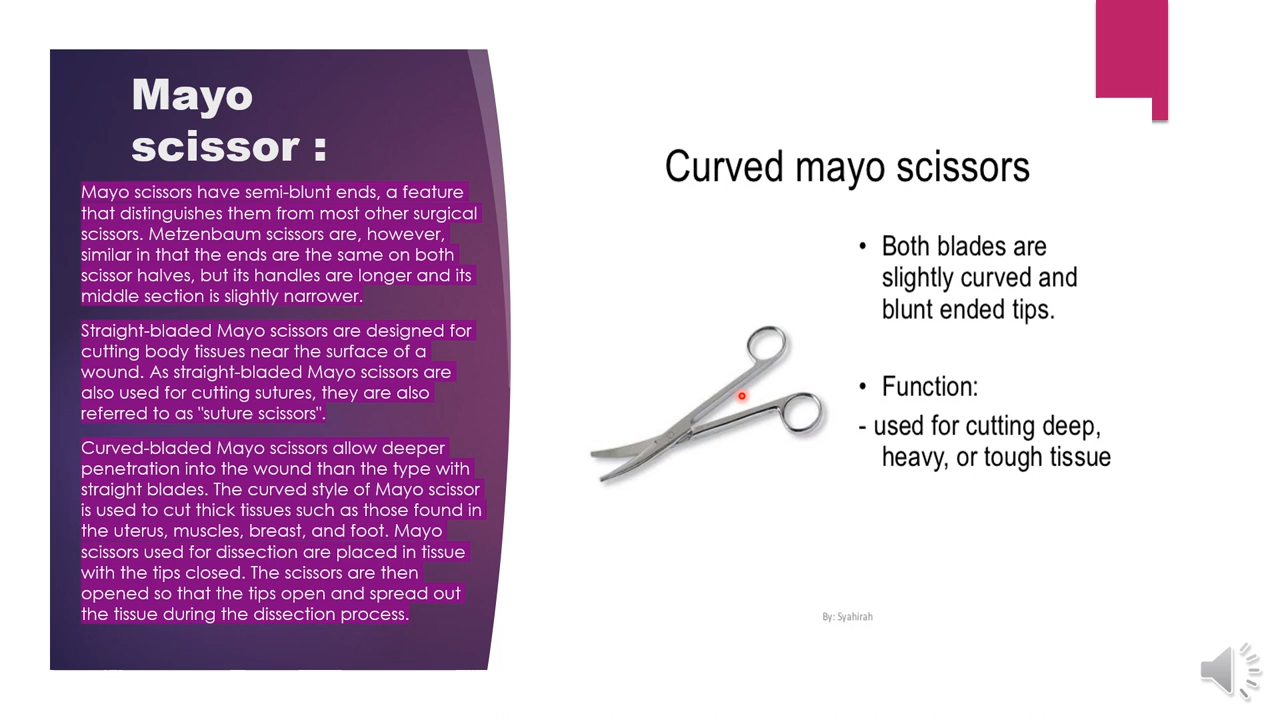 Mayo
scissor :
Mayo scissors have semi-blunt ends, a feature
that distinguishes them from most other surgical
scissors. Metzenbaum scissors are, however,
similar in that the ends are the same on both
scissor halves, but its handles are longer and its
middle section is slightly narrower.
Straight-bladed Mayo scissors are designed for
cutting body tissues near the surface of a
wound. As straight-bladed Mayo scissors are
also used for cutting sutures, they are also
referred to as "suture scissors".
Curved-bladed Mayo scissors allow deeper
penetration into the wound than the type with
straight blades. The curved style of Mayo scissor
is used to cut thick tissues such as those found in
the uterus, muscles, breast, and foot. Mayo
scissors used for dissection are placed in tissue
with the tips closed. The scissors are then
opened so that the tips open and spread out
the tissue during the dissection process.
Curved mayo scissors
• Both blades are
slightly curved and
blunt ended tips.
• Function:
- used for cutting deep,
heavy, or tough tissue
By: Syahirah